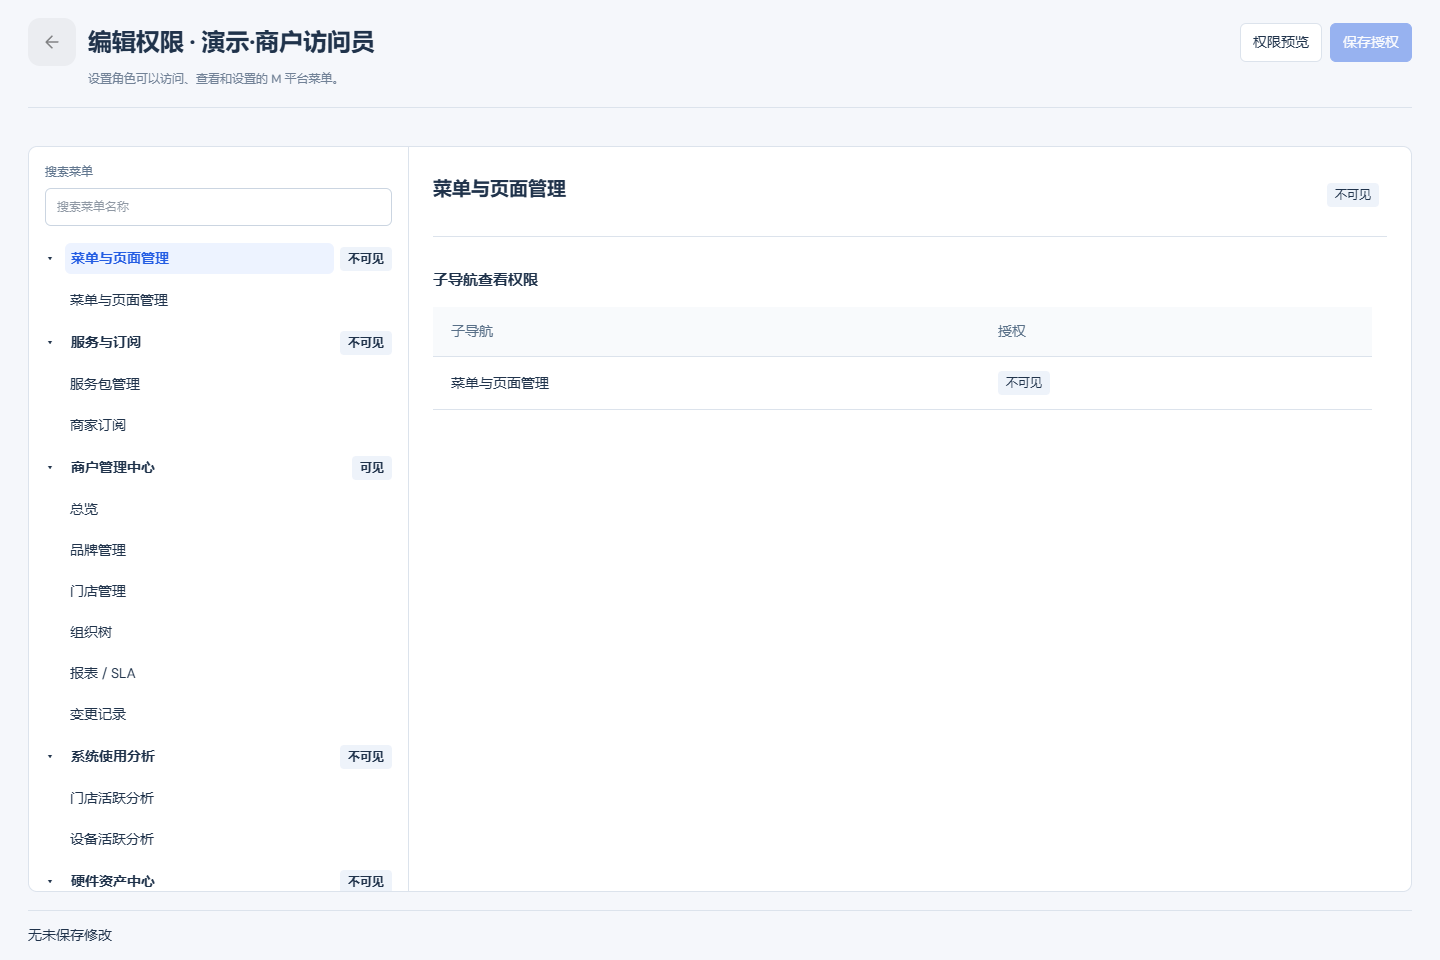 编辑权限 · 演示·商户访问员
设置角色可以访问、查看和设置的 M 平台菜单。
权限预览
保存授权
搜索菜单
搜索菜单名称
菜单与页面管理 不可见
菜单与页面管理
服务与订阅 不可见
服务包管理
商家订阅
商户管理中心 可见
总览
品牌管理
门店管理
组织树
报表 / SLA
变更记录
系统使用分析 不可见
门店活跃分析
设备活跃分析
硬件资产中心 不可见
菜单与页面管理 不可见
子导航查看权限
子导航 授权
菜单与页面管理 不可见
无未保存修改